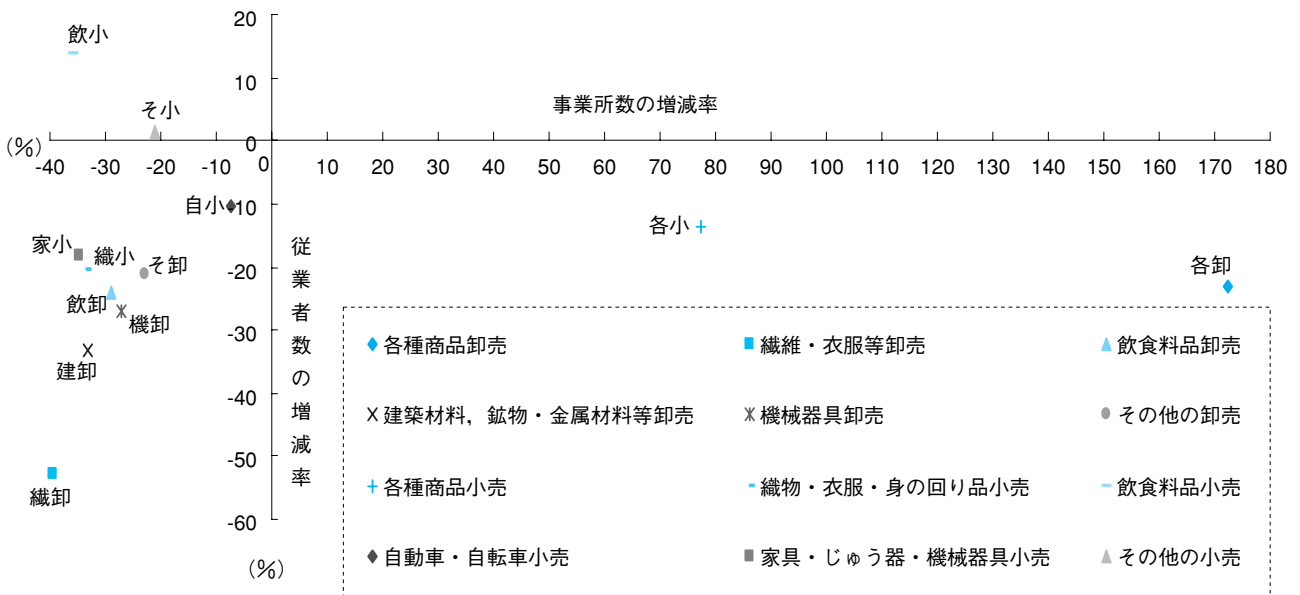 20
飲小
10
事業所数の増減率
そ小
0
(%)
-40 -30 -20 -10 0 10 20 30 40 50 60 70 80 90 100 110 120 130 140 150 160 170 180
自小
-10
各小
家小
織小
そ卸
-20
従業者数の増減率
各卸
飲卸
機卸
-30
建卸
-40
-50
繊卸
-60
(%)
各種商品卸売 繊維・衣服等卸売 飲食料品卸売
建築材料，鉱物・金属材料等卸売 機械器具卸売 その他の卸売
各種商品小売 織物・衣服・身の回り品小売 飲食料品小売
自動車・自転車小売 家具・じゅう器・機械器具小売 その他の小売